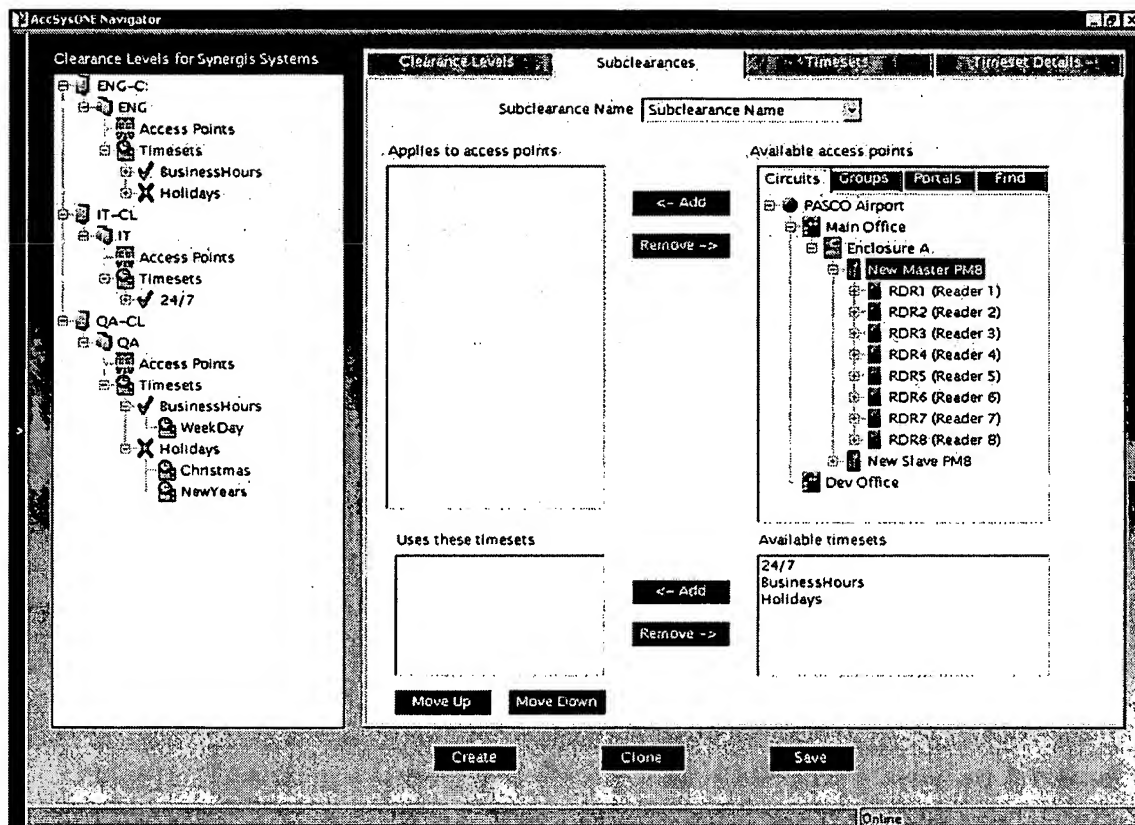 AccSysONE Navigator
Clearance Levels for Synergis Systems
ENG-C:
ENG
Access Points
Timesets
BusinessHours
Holidays
IT-CL
IT
Access Points
Timesets
24/7
QA-CL
QA
Access Points
Timesets
BusinessHours
WeekDay
Holidays
Christmas
NewYears
Clearance Levels
Subclearances
Timesets
Timeset Details
Subclearance Name
Subclearance Name
Applies to access points
<- Add
Remove ->
Available access points
Circuits
Groups
Portals
Find
PASCO Airport
Main Office
Enclosure A.
New Master PM8
RDR1 (Reader 1)
RDR2 (Reader 2)
RDR3 (Reader 3)
RDR4 (Reader 4)
RDR5 (Reader 5)
RDR6 (Reader 6)
RDR7 (Reader 7)
RDR8 (Reader 8)
New Slave PM8
Dev Office
Uses these timesets
<- Add
Remove ->
Available timesets
24/7
BusinessHours
Holidays
Move Up
Move Down
Create
Clone
Save
Online